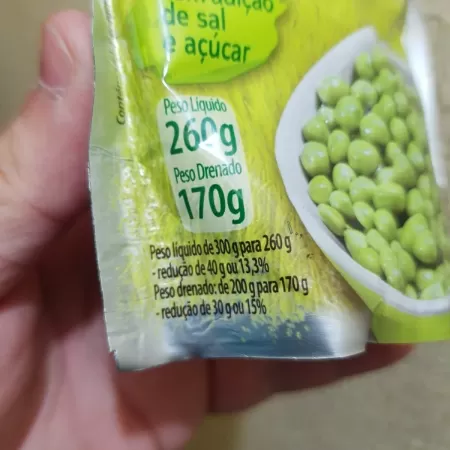 de sal
e açúcar
Peso Líquido
260g
Peso Drenado
170g
Peso líquido de 300 g para 260 g
- redução de 40 g ou 13,3%
Peso drenado: de 200 g para 170 g
- redução de 30 g ou 15%